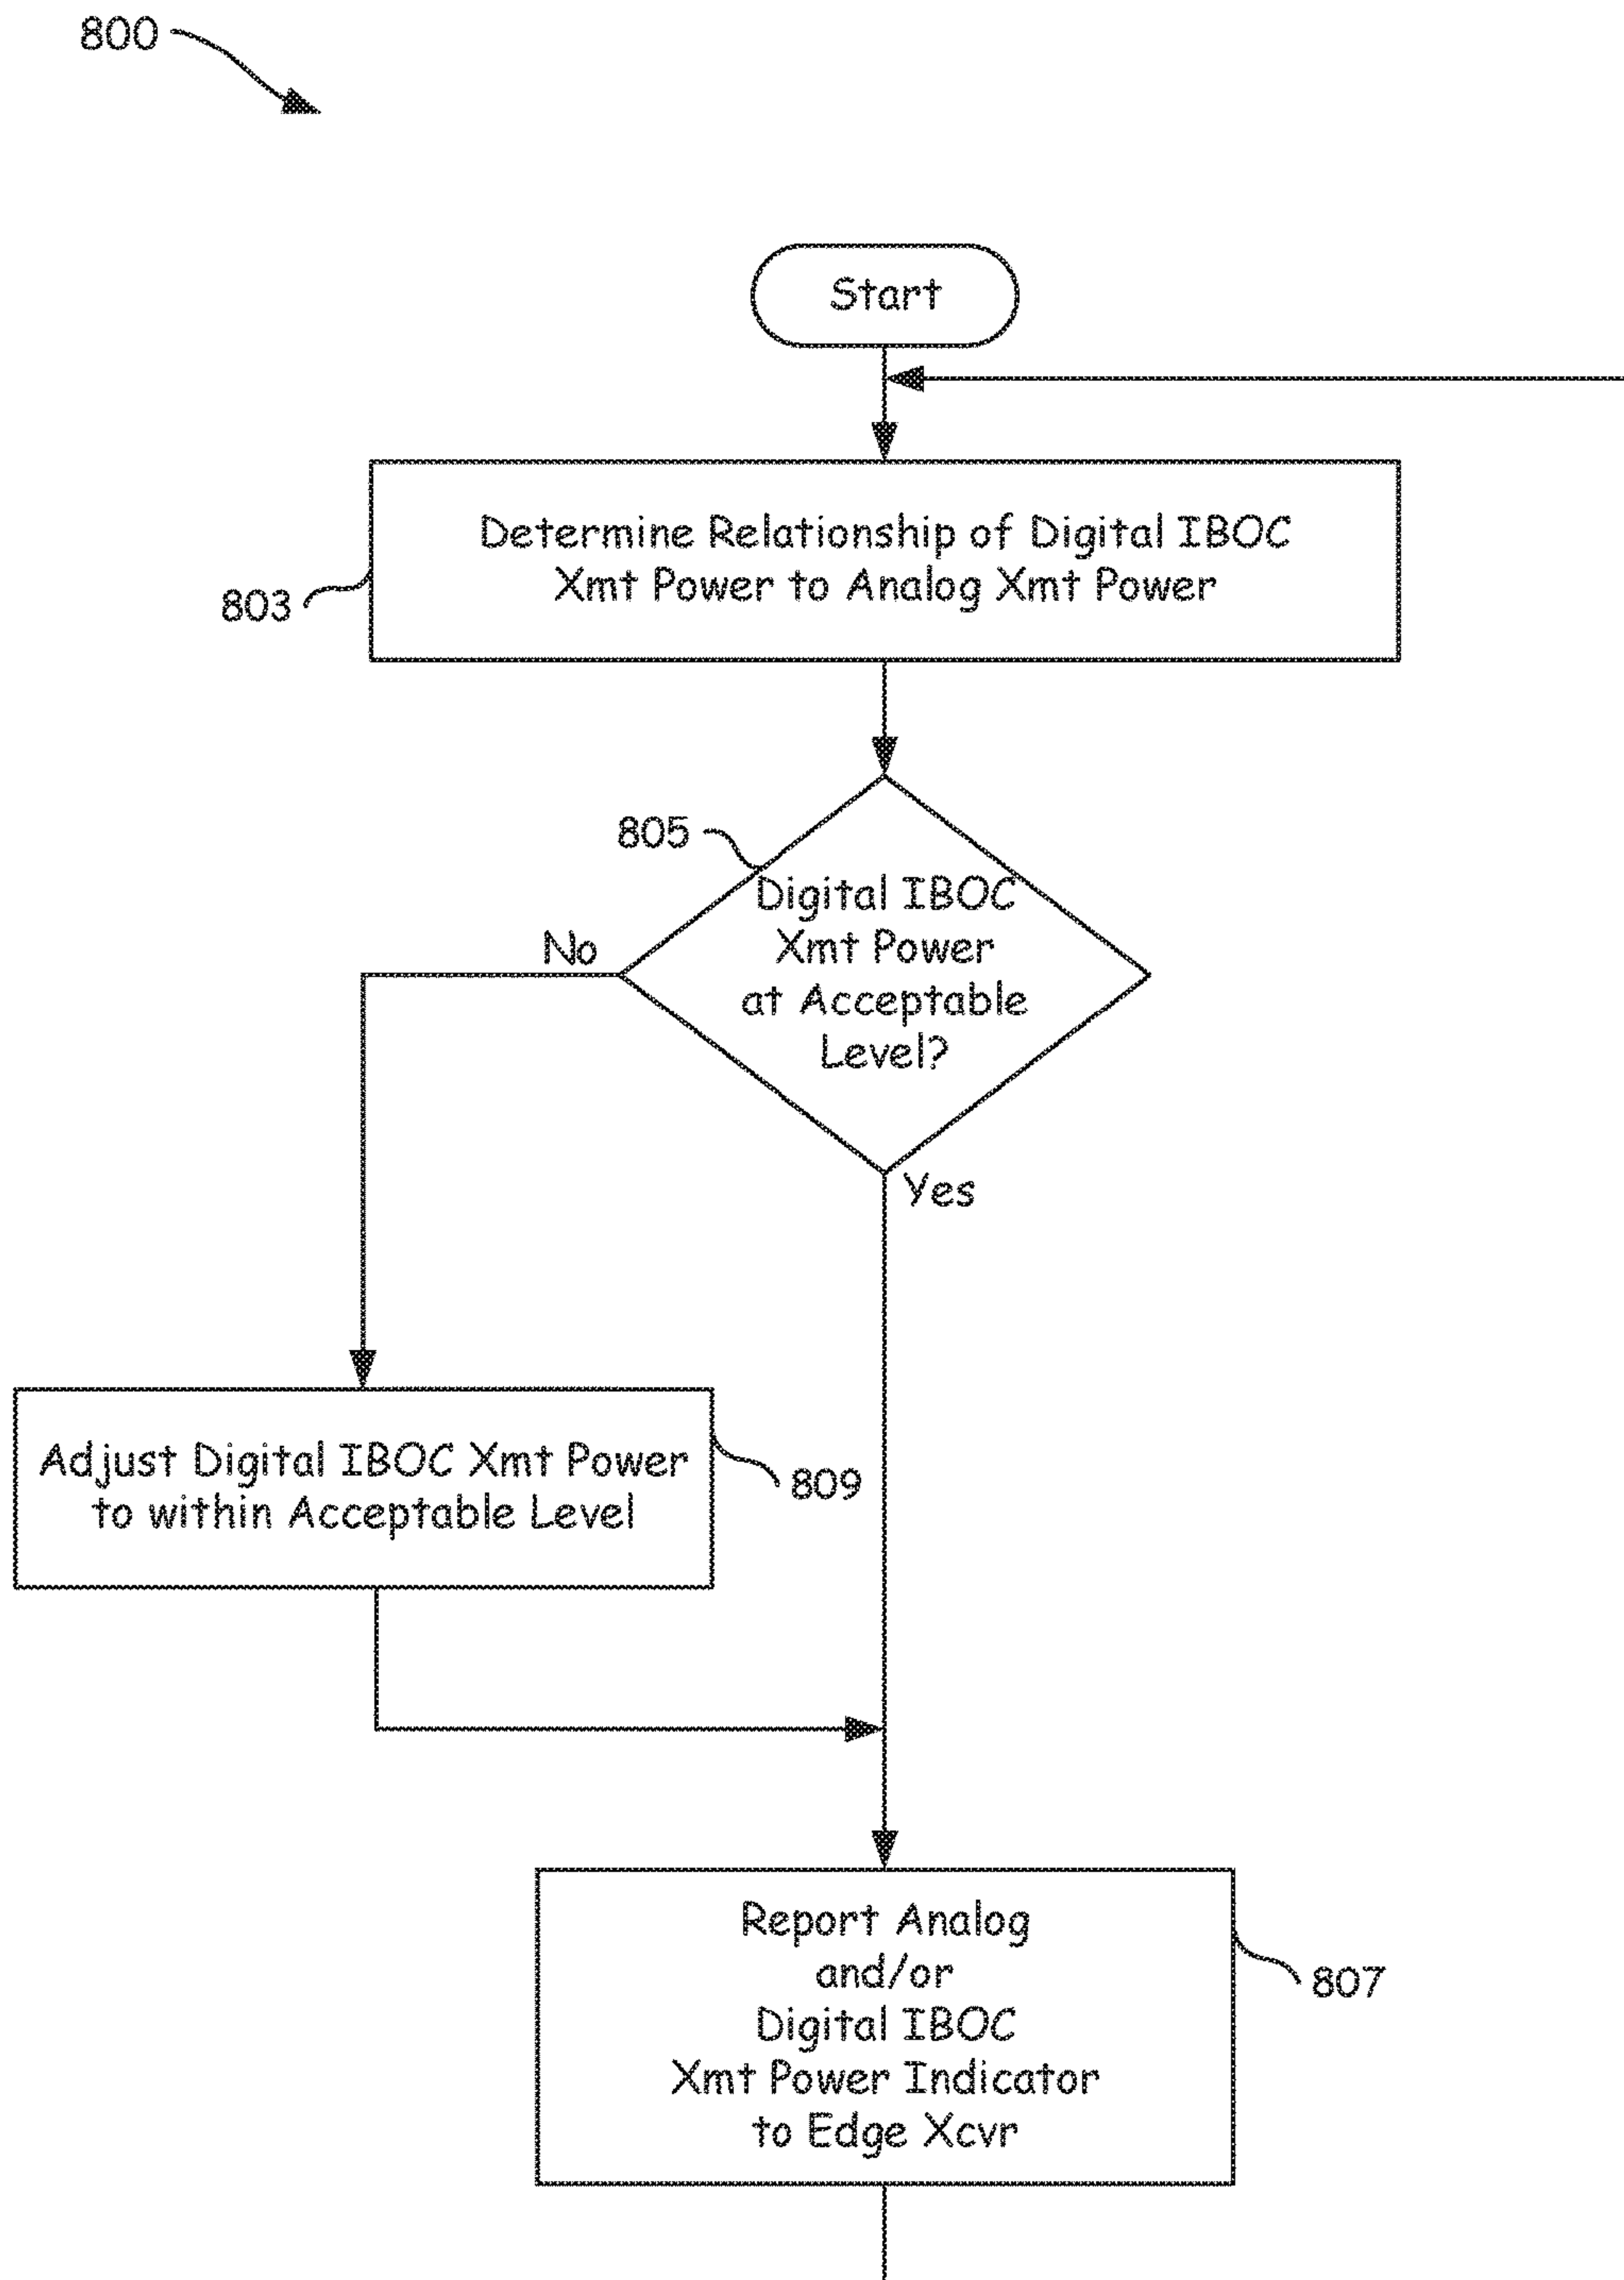 800
Start
Determine Relationship of Digital IBOC
Xmt Power to Analog Xmt Power
803
805
Digital IBOC
Xmt Power
at Acceptable
Level?
No
Yes
Adjust Digital IBOC Xmt Power
to within Acceptable Level
809
Report Analog
and/or
Digital IBOC
Xmt Power Indicator
to Edge Xcvr
807